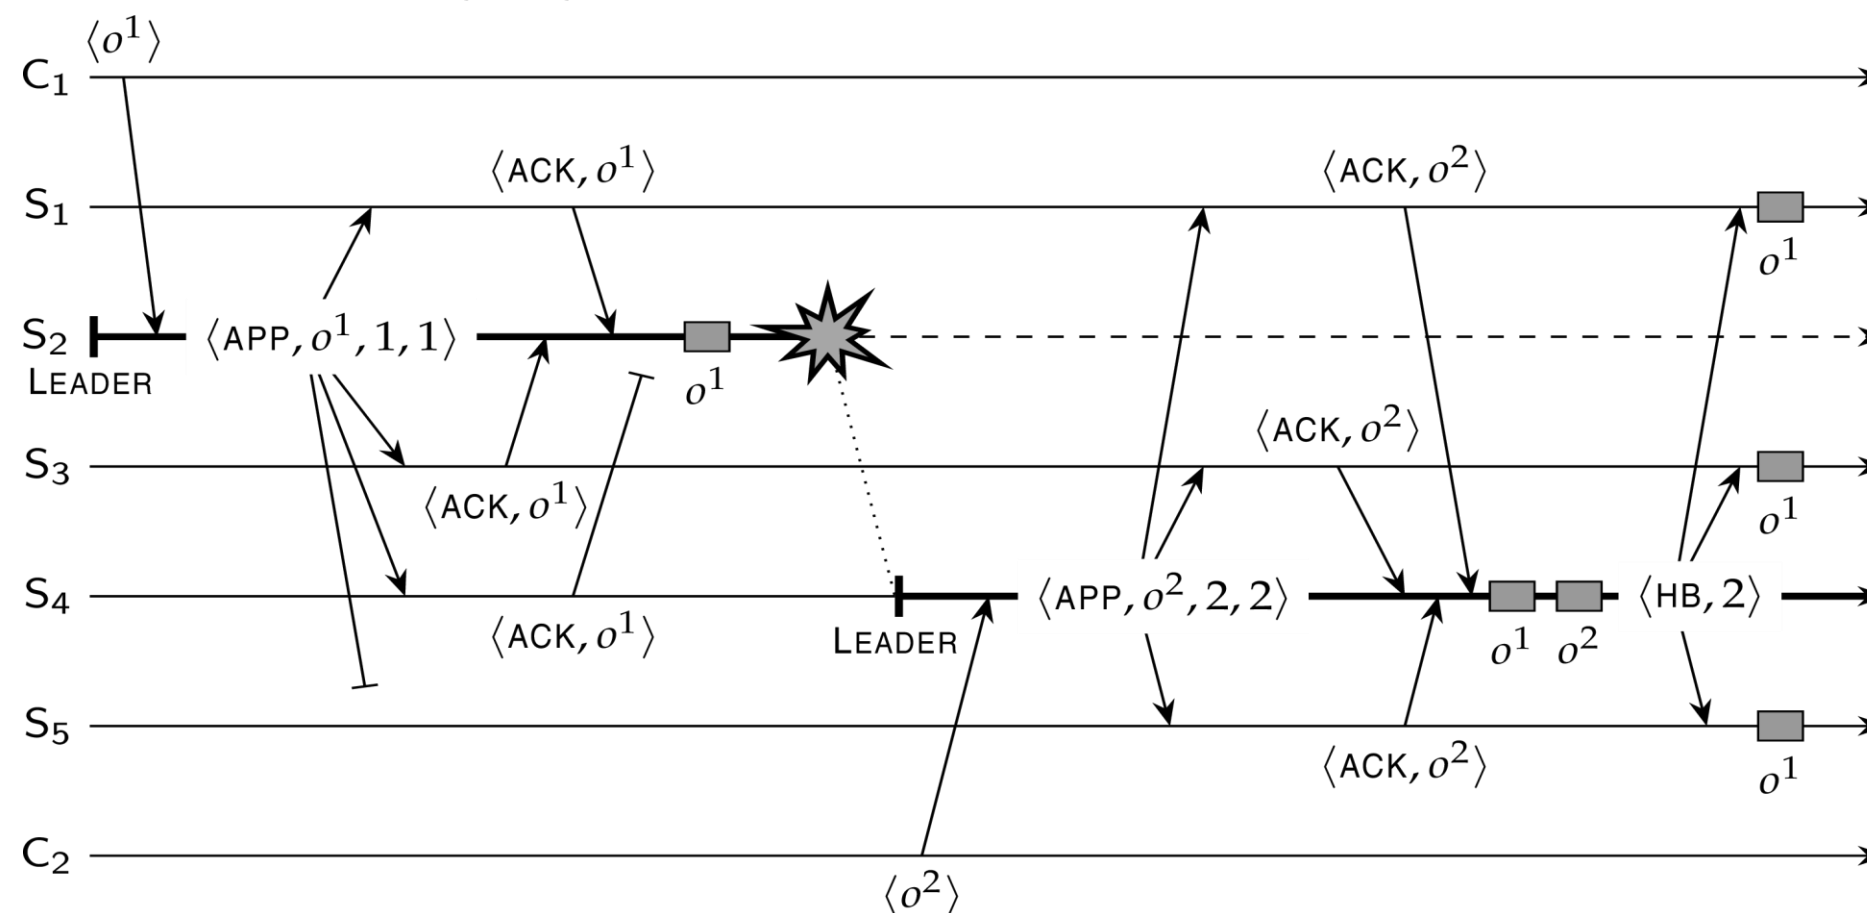 ⟨o¹⟩
C₁
⟨ACK, o¹⟩ ⟨ACK, o²⟩
S₁
o¹
S₂ ⟨APP, o¹, 1, 1⟩
LEADER o¹
⟨ACK, o²⟩
S₃
⟨ACK, o¹⟩ o¹
S₄ ⟨APP, o², 2, 2⟩ ⟨HB, 2⟩
⟨ACK, o¹⟩ LEADER o¹ o²
S₅
⟨ACK, o²⟩ o¹
C₂
⟨o²⟩